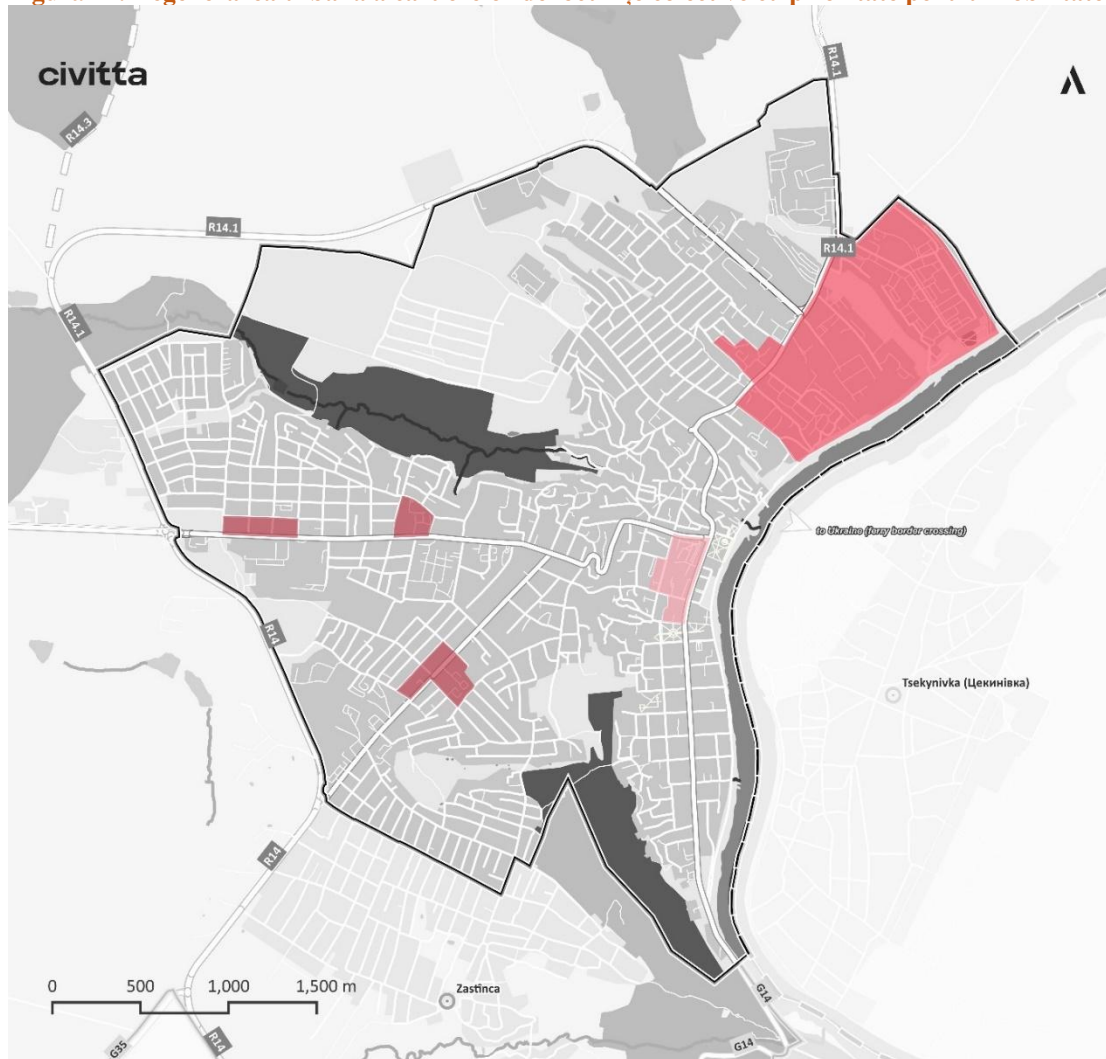 civitta
R14.3
R14.1
R14.1
R14.1
R14.1
to Ukraine (ferry border crossing)
R14
Tsekynivka (Цекинівка)
R14
0 500 1,000 1,500 m
Zastînca
G35
R14
G14
G14